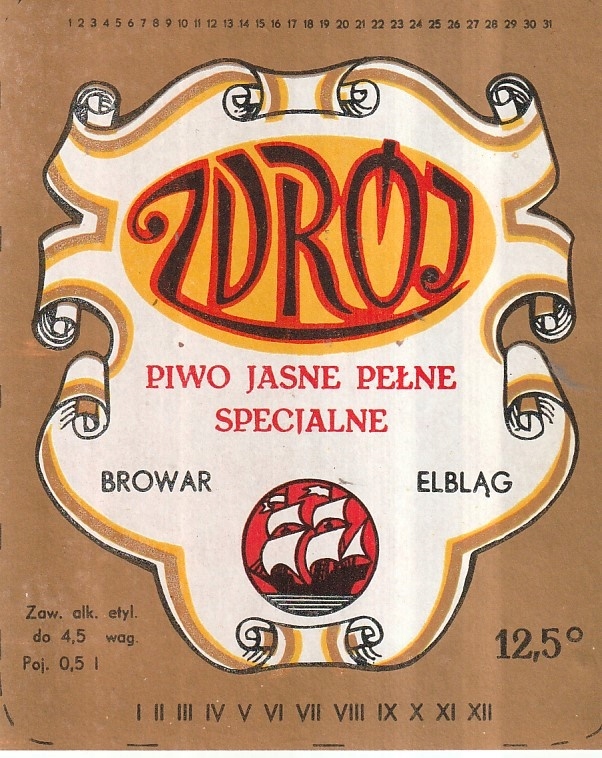 1 2 3 4 5 6 7 8 9 10 11 12 13 14 15 16 17 18 19 20 21 22 23 24 25 26 27 28 29 30 31
ZDRÓJ
PIWO JASNE PEŁNE
SPECJALNE
BROWAR ELBLĄG
Zaw. alk. etyl.
do 4,5 wag.
Poj. 0,5 l
12,5°
I II III IV V VI VII VIII IX X XI XII